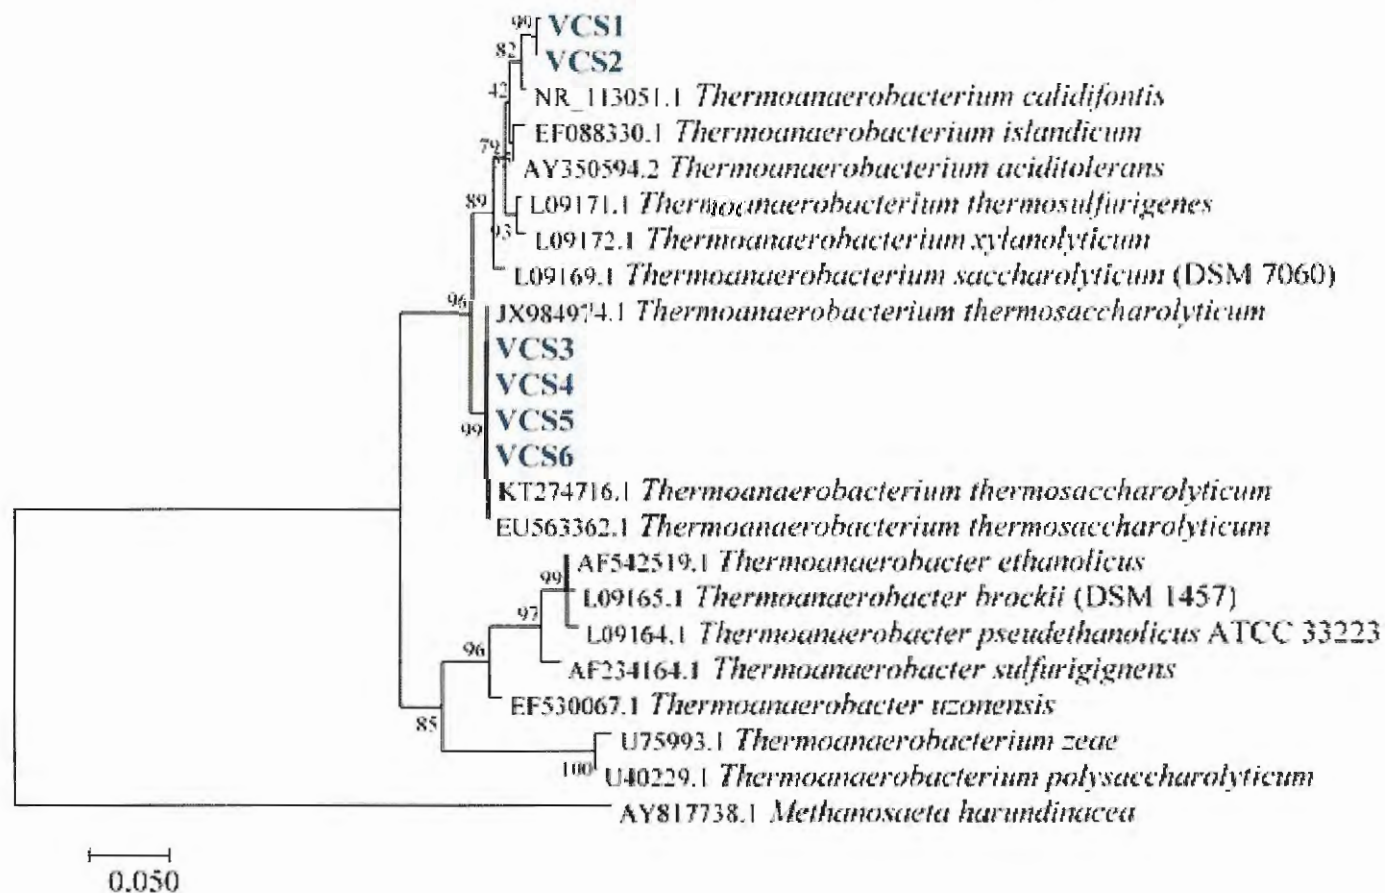 99 VCS1
82 VCS2
42 NR_113051.1 Thermoanaerobacterium calidifontis
EF088330.1 Thermoanaerobacterium islandicum
79 AY350594.2 Thermoanaerobacterium aciditolerans
89 L09171.1 Thermoanaerobacterium thermosulfurigenes
93 L09172.1 Thermoanaerobacterium xylanolyticum
L09169.1 Thermoanaerobacterium saccharolyticum (DSM 7060)
96 JX984974.1 Thermoanaerobacterium thermosaccharolyticum
VCS3
VCS4
VCS5
99 VCS6
KT274716.1 Thermoanaerobacterium thermosaccharolyticum
EU563362.1 Thermoanaerobacterium thermosaccharolyticum
AF542519.1 Thermoanaerobacter ethanolicus
99 L09165.1 Thermoanaerobacter brockii (DSM 1457)
97 L09164.1 Thermoanaerobacter pseudethanolicus ATCC 33223
96 AF234164.1 Thermoanaerobacter sulfurigignens
EF530067.1 Thermoanaerobacter uzonensis
85 U75993.1 Thermoanaerobacterium zeae
100 U40229.1 Thermoanaerobacterium polysaccharolyticum
AY817738.1 Methanosaeta harundinacea
0.050